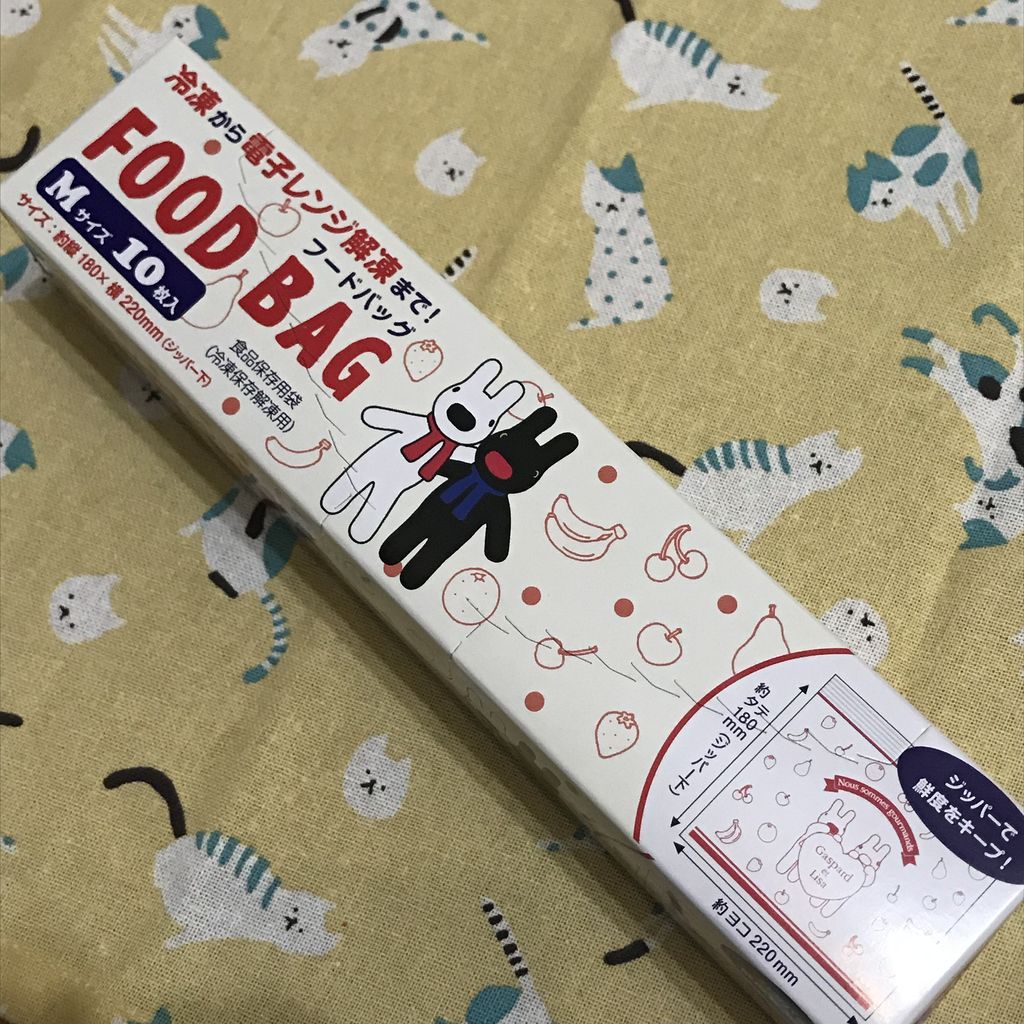 冷凍から電子レンジ解凍まで!
フードバッグ
FOOD BAG
Mサイズ 10枚入
サイズ:約縦180×横220mm(ジッパー下)
食品保存用袋
(冷凍保存解凍用)
約タテ180mm(ジッパー下)
ジッパーで
鮮度をキープ!
Nous sommes gourmands
Gaspard
et
Lisa
約ヨコ220mm